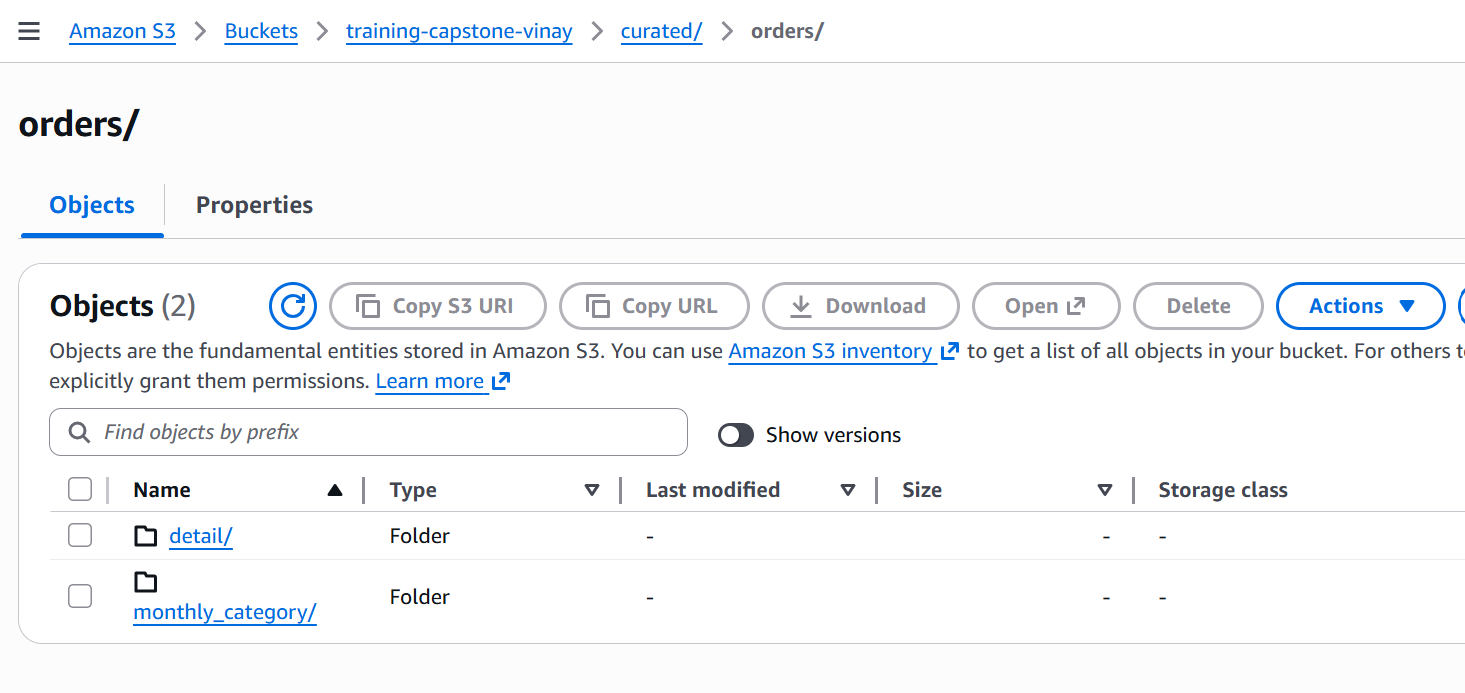 Amazon S3 > Buckets > training-capstone-vinay > curated/ > orders/
orders/
Objects Properties
Objects (2) Copy S3 URI Copy URL Download Open Delete Actions
Objects are the fundamental entities stored in Amazon S3. You can use Amazon S3 inventory to get a list of all objects in your bucket. For others
explicitly grant them permissions. Learn more
Find objects by prefix Show versions
Name Type Last modified Size Storage class
detail/ Folder - - -
monthly_category/ Folder - - -